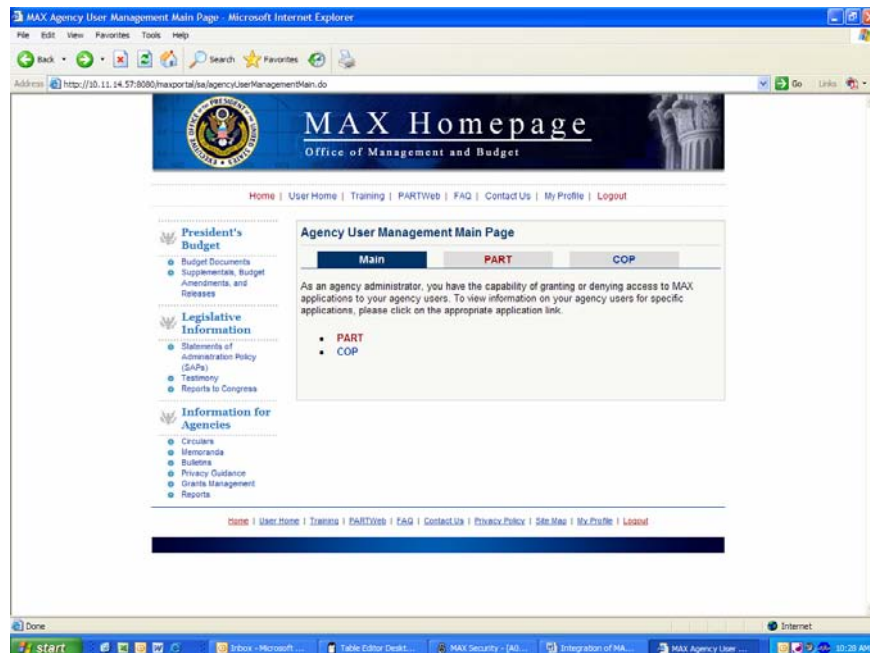 MAX Agency User Management Main Page - Microsoft Internet Explorer
File Edit View Favorites Tools Help
Back Search Favorites
Address http://10.11.14.57:8080/maxportal/sa/agencyUserManagementMain.do Go Links
MAX Homepage
Office of Management and Budget
Home | User Home | Training | PARTWeb | FAQ | Contact Us | My Profile | Logout
President's
Budget
Budget Documents
Supplementals, Budget
Amendments, and
Releases
Legislative
Information
Statements of
Administration Policy
(SAPs)
Testimony
Reports to Congress
Information for
Agencies
Circulars
Memoranda
Bulletins
Privacy Guidance
Grants Management
Reports
Agency User Management Main Page
Main PART COP
As an agency administrator, you have the capability of granting or denying access to MAX
applications to your agency users. To view information on your agency users for specific
applications, please click on the appropriate application link.
PART
COP
Home | User Home | Training | PARTWeb | FAQ | Contact Us | Privacy Policy | Site Map | My Profile | Logout
Done Internet
start Inbox - Microsoft ... Table Editor Deskt... MAX Security - [A0... Integration of MA... MAX Agency User ... 10:28 AM